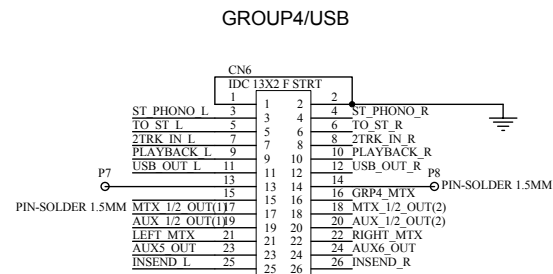 GROUP4/USB
CN6
IDC 13X2 F STRT
1 1 2 2
ST_PHONO_L 3 3 4 4 ST_PHONO_R
TO_ST_L 5 5 6 6 TO_ST_R
2TRK_IN_L 7 7 8 8 2TRK_IN_R
PLAYBACK_L 9 9 10 10 PLAYBACK_R
USB_OUT_L 11 11 12 12 USB_OUT_R
P7 13 13 14 14 P8
PIN-SOLDER 1.5MM
15 15 16 16 GRP4_MTX
PIN-SOLDER 1.5MM
MTX_1/2_OUT(1) 17 17 18 18 MTX_1/2_OUT(2)
AUX_1/2_OUT(1) 19 19 20 20 AUX_1/2_OUT(2)
LEFT_MTX 21 21 22 22 RIGHT_MTX
AUX5_OUT 23 23 24 24 AUX6_OUT
INSEND_L 25 25 26 26 INSEND_R